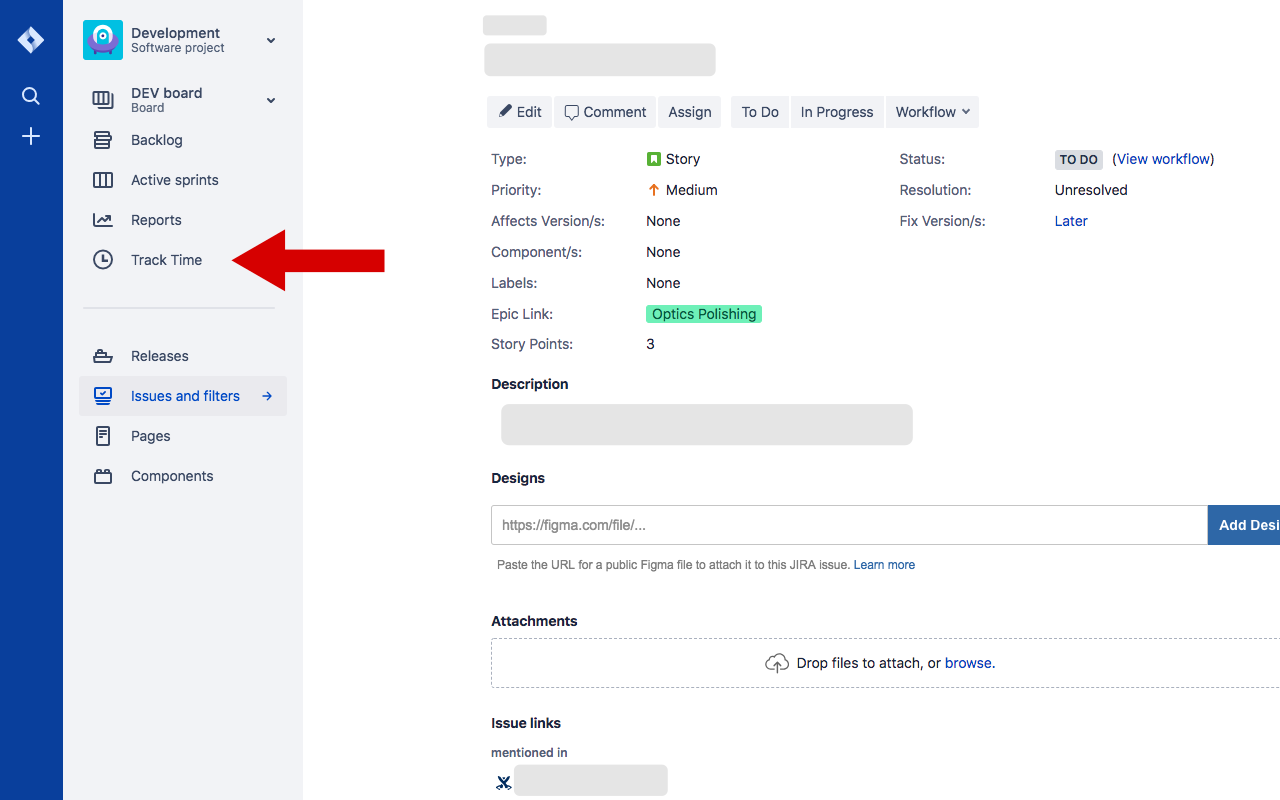 Development
Software project
DEV board
Board
Backlog
Active sprints
Reports
Track Time
Releases
Issues and filters
Pages
Components
Edit Comment Assign To Do In Progress Workflow
Type: Story Status: TO DO (View workflow)
Priority: Medium Resolution: Unresolved
Affects Version/s: None Fix Version/s: Later
Component/s: None
Labels: None
Epic Link: Optics Polishing
Story Points: 3
Description
Designs
https://figma.com/file/... Add Desi
Paste the URL for a public Figma file to attach it to this JIRA issue. Learn more
Attachments
Drop files to attach, or browse.
Issue links
mentioned in